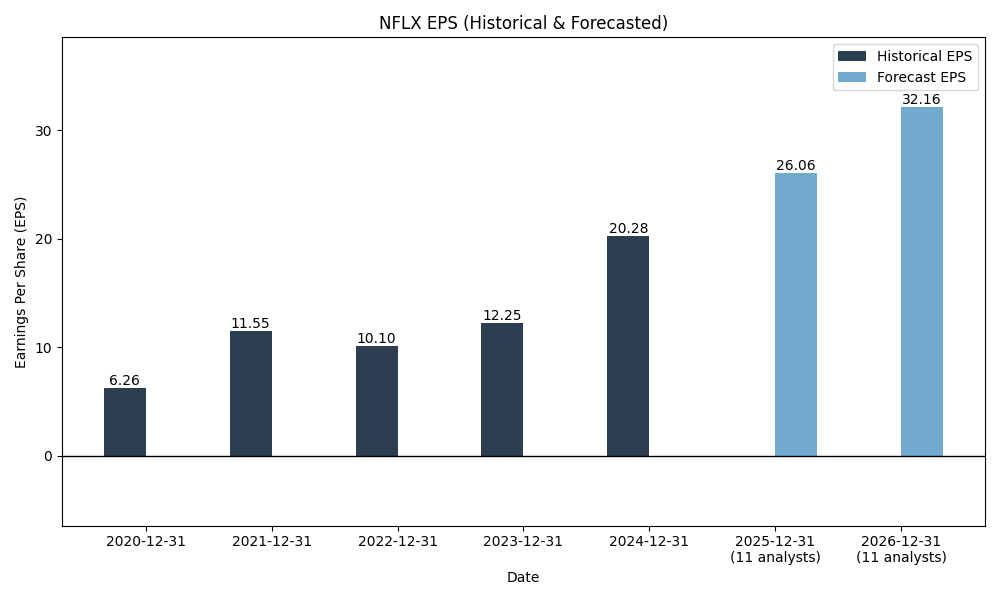 NFLX EPS (Historical & Forecasted)
Historical EPS
Forecast EPS
Earnings Per Share (EPS)
30
20
10
0
6.26
11.55
10.10
12.25
20.28
26.06
32.16
2020-12-31
2021-12-31
2022-12-31
2023-12-31
2024-12-31
2025-12-31
(11 analysts)
2026-12-31
(11 analysts)
Date